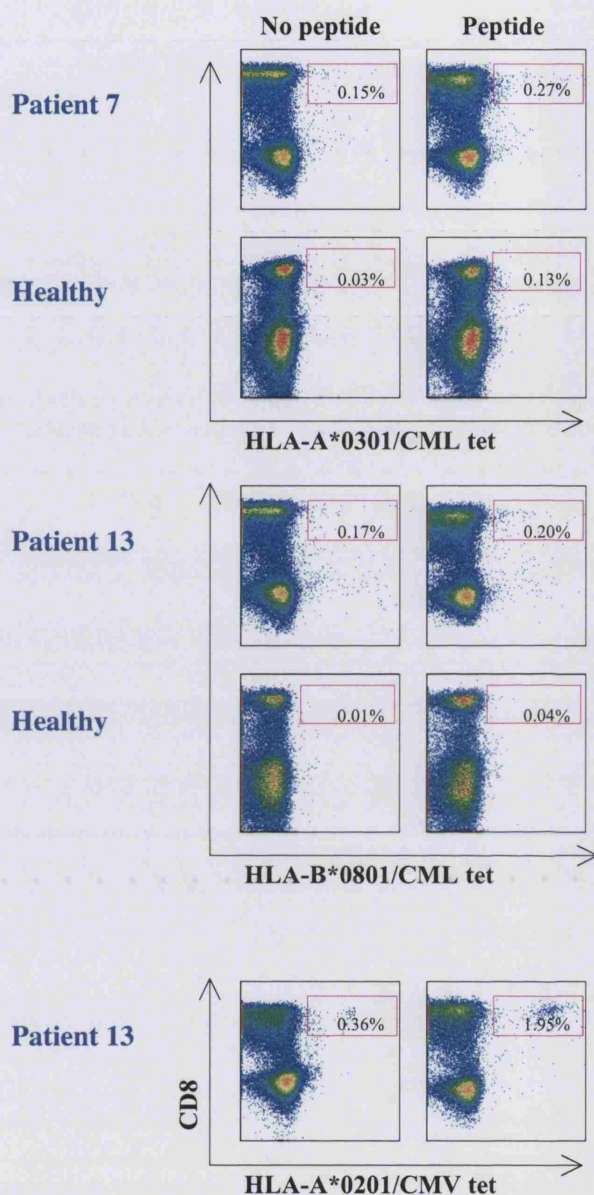 No peptide Peptide
Patient 7 0.15% 0.27%
Healthy 0.03% 0.13%
HLA-A*0301/CML tet
Patient 13 0.17% 0.20%
Healthy 0.01% 0.04%
HLA-B*0801/CML tet
Patient 13 0.36% 1.95%
CD8
HLA-A*0201/CMV tet